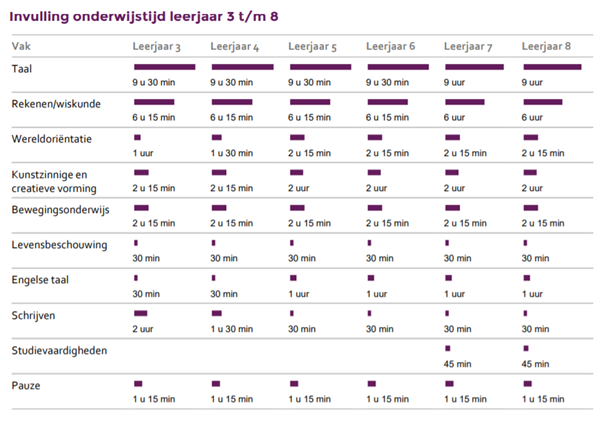 Invulling onderwijstijd leerjaar 3 t/m 8
Vak Leerjaar 3 Leerjaar 4 Leerjaar 5 Leerjaar 6 Leerjaar 7 Leerjaar 8
Taal
9 u 30 min 9 u 30 min 9 u 30 min 9 u 30 min 9 uur 9 uur
Rekenen/wiskunde
6 u 15 min 6 u 15 min 6 u 15 min 6 u 15 min 6 uur 6 uur
Wereldoriëntatie
1 uur 1 u 30 min 2 u 15 min 2 u 15 min 2 u 15 min 2 u 15 min
Kunstzinnige en
creatieve vorming 2 u 15 min 2 u 15 min 2 uur 2 uur 2 uur 2 uur
Bewegingsonderwijs
2 u 15 min 2 u 15 min 2 u 15 min 2 u 15 min 2 u 15 min 2 u 15 min
Levensbeschouwing
30 min 30 min 30 min 30 min 30 min 30 min
Engelse taal
30 min 30 min 1 uur 1 uur 1 uur 1 uur
Schrijven
2 uur 1 u 30 min 30 min 30 min 30 min 30 min
Studievaardigheden
45 min 45 min
Pauze
1 u 15 min 1 u 15 min 1 u 15 min 1 u 15 min 1 u 15 min 1 u 15 min